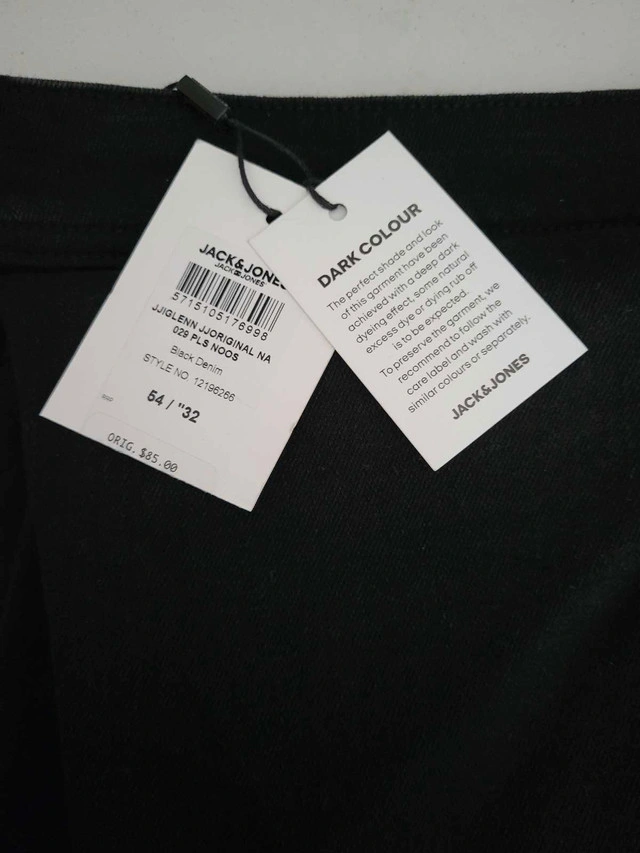 JACK&JONES
JACK&JONES
5715105176998
JJIGLENN JJORIGINAL NA
029 PLS NOOS
Black Denim
STYLE NO. 12196266
54 / "32
ORIG. $85.00
DARK COLOUR
The perfect shade and look
of this garment have been
achieved with a deep dark
dyeing effect, some natural
excess dye or dying rub off
is to be expected.
To preserve the garment, we
recommend to follow the
care label and wash with
similar colours or separately.
JACK&JONES